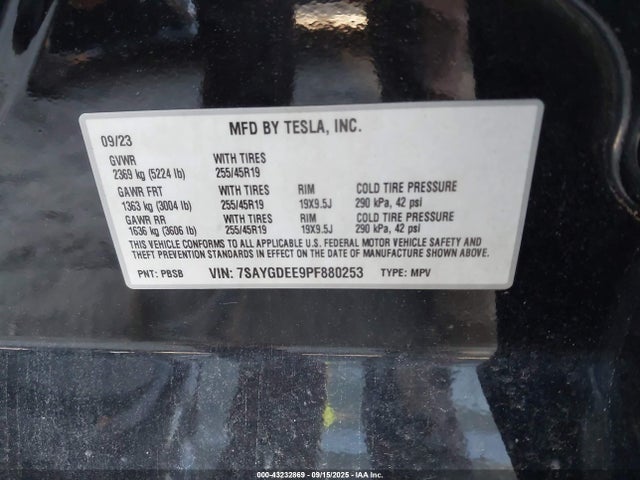 MFD BY TESLA, INC.
09/23
GVWR WITH TIRES
2369 kg (5224 lb) 255/45R19
GAWR FRT WITH TIRES RIM COLD TIRE PRESSURE
1363 kg (3004 lb) 255/45R19 19X9.5J 290 kPa, 42 psi
GAWR RR WITH TIRES RIM COLD TIRE PRESSURE
1636 kg (3606 lb) 255/45R19 19X9.5J 290 kPa, 42 psi
THIS VEHICLE CONFORMS TO ALL APPLICABLE U.S. FEDERAL MOTOR VEHICLE SAFETY AND
THEFT PREVENTION STANDARDS IN EFFECT ON THE DATE OF MANUFACTURE SHOWN ABOVE.
PNT: PBSB VIN: 7SAYGDEE9PF880253 TYPE: MPV
000-43232869 - 09/15/2025 - IAA Inc.